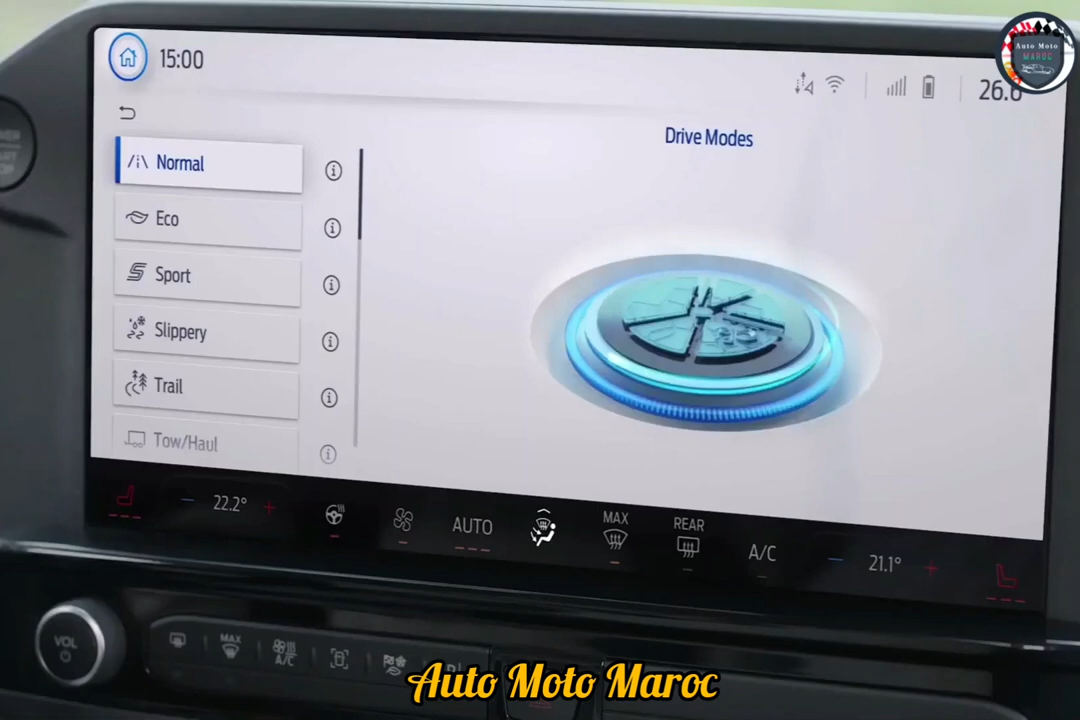 15:00
26.6
Auto Moto
MAROC
Drive Modes
Normal
Eco
Sport
Slippery
Trail
Tow/Haul
22.2°
AUTO
MAX
REAR
A/C
21.1°
VOL
MAX
A/C
Auto Moto Maroc